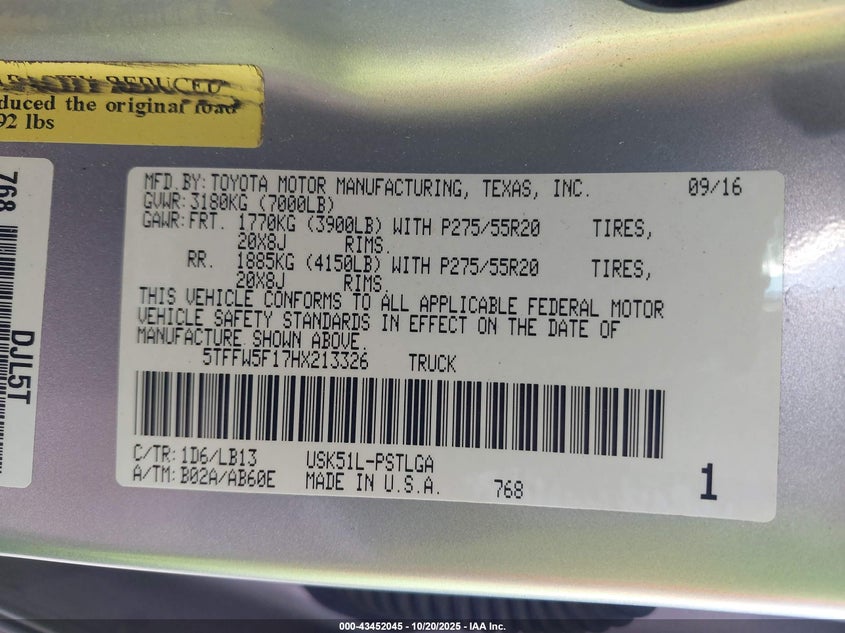 CAPACITY REDUCED
duced the original load
92 lbs
768
DJL5T
MFD.BY:TOYOTA MOTOR MANUFACTURING, TEXAS, INC. 09/16
GVWR:3180KG (7000LB)
GAWR:FRT. 1770KG (3900LB) WITH P275/55R20 TIRES,
20X8J RIMS.
RR. 1885KG (4150LB) WITH P275/55R20 TIRES,
20X8J RIMS.
THIS VEHICLE CONFORMS TO ALL APPLICABLE FEDERAL MOTOR
VEHICLE SAFETY STANDARDS IN EFFECT ON THE DATE OF
MANUFACTURE SHOWN ABOVE.
5TFFW5F17HX213326 TRUCK
C/TR:1D6/LB13 USK51L-PSTLGA
A/TM:B02A/AB60E MADE IN U.S.A. 768 1
000-43452045 - 10/20/2025 - IAA Inc.